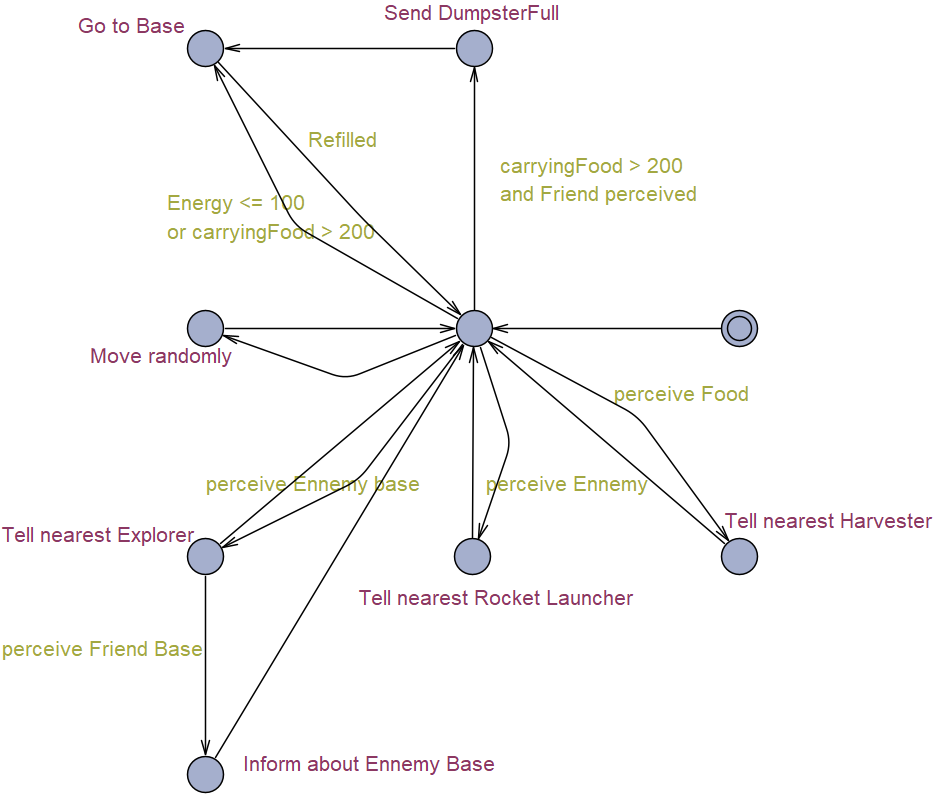 Send DumpsterFull
Go to Base
Refilled
carryingFood > 200
and Friend perceived
Energy <= 100
or carryingFood > 200
Move randomly
perceive Food
perceive Ennemy base
perceive Ennemy
Tell nearest Harvester
Tell nearest Explorer
Tell nearest Rocket Launcher
perceive Friend Base
Inform about Ennemy Base